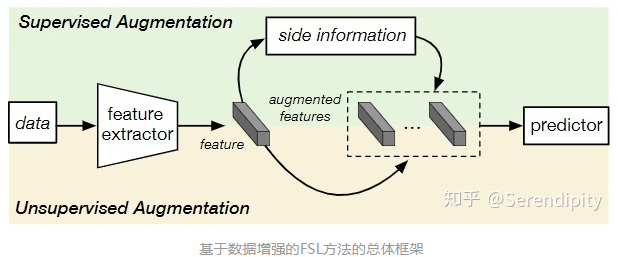 Supervised Augmentation
side information
data
feature
extractor
feature
augmented
features
...
predictor
Unsupervised Augmentation
知乎 @Serendipity
基于数据增强的FSL方法的总体框架